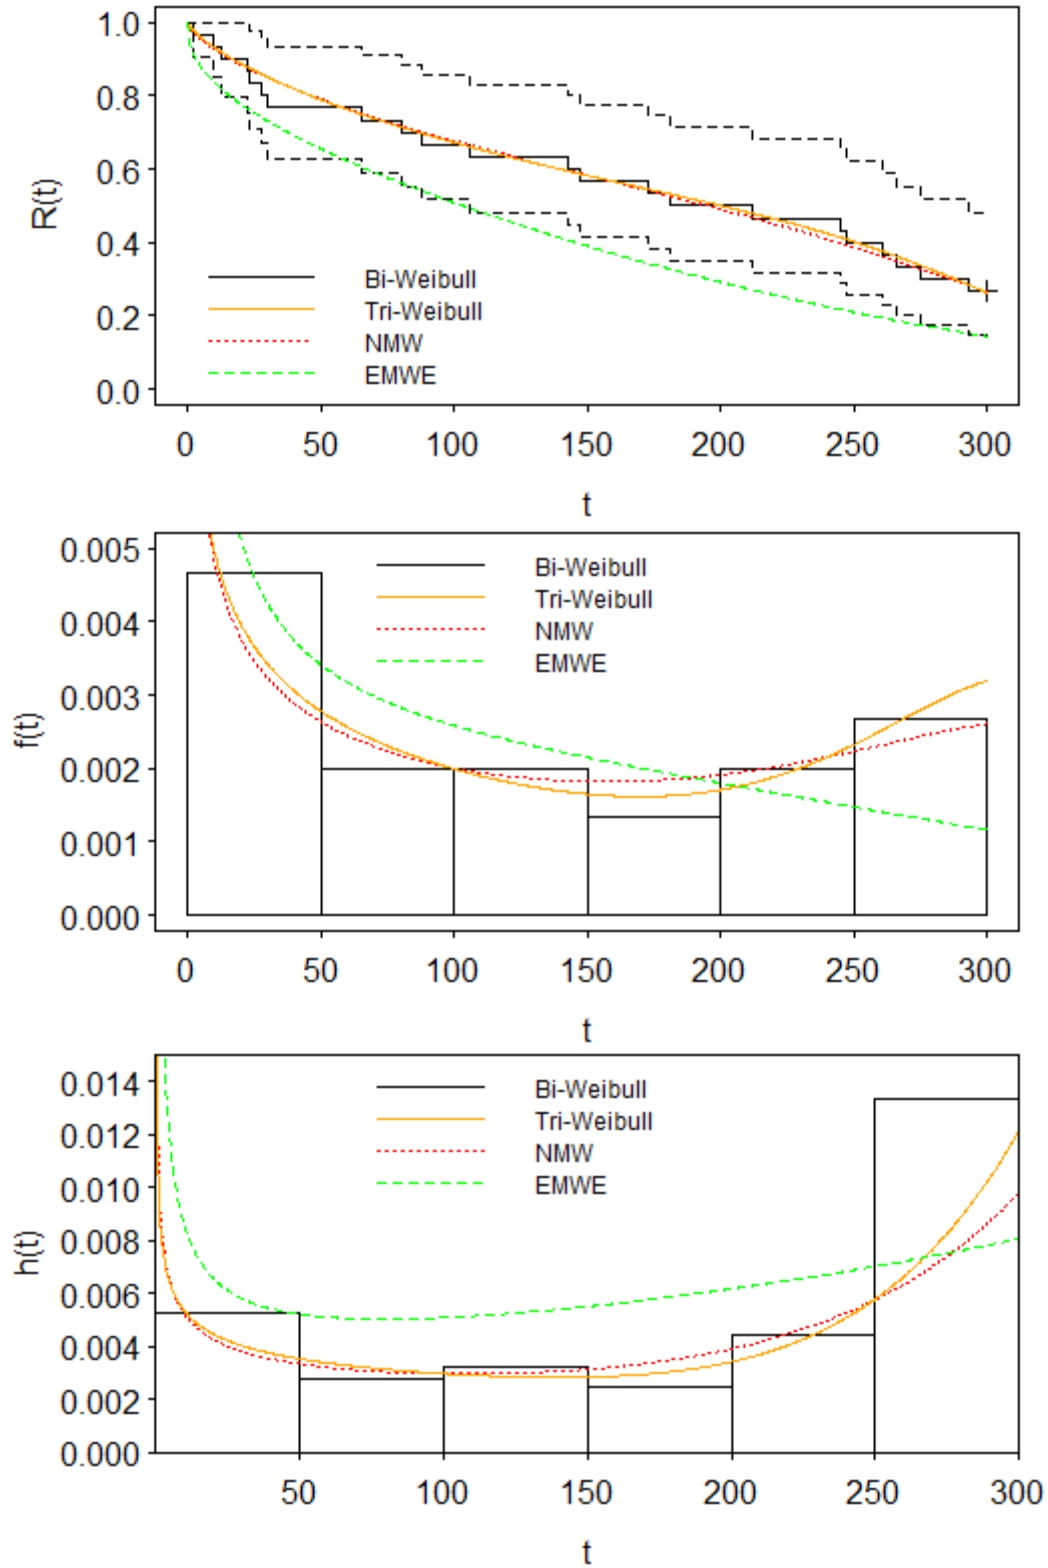 1.0
0.8
0.6
0.4
0.2
0.0
R(t)
Bi-Weibull
Tri-Weibull
NMW
EMWE
0 50 100 150 200 250 300
t
0.005
0.004
0.003
0.002
0.001
0.000
f(t)
Bi-Weibull
Tri-Weibull
NMW
EMWE
0 50 100 150 200 250 300
t
0.014
0.012
0.010
0.008
0.006
0.004
0.002
0.000
h(t)
Bi-Weibull
Tri-Weibull
NMW
EMWE
50 100 150 200 250 300
t